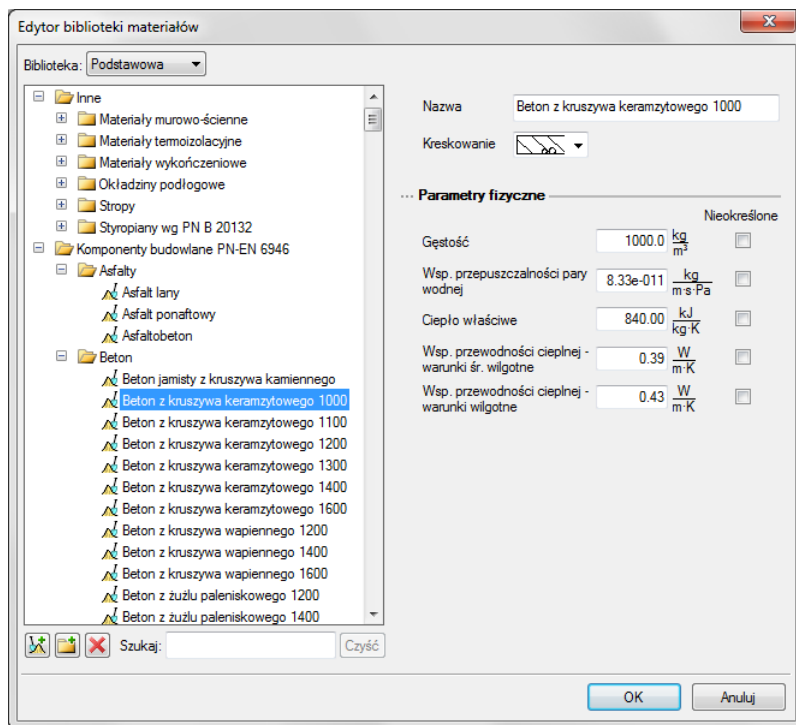 Edytor biblioteki materiałów
Biblioteka: Podstawowa
Inne
Materiały murowo-ścienne
Materiały termoizolacyjne
Materiały wykończeniowe
Okładziny podłogowe
Stropy
Styropiany wg PN B 20132
Komponenty budowlane PN-EN 6946
Asfalty
Asfalt lany
Asfalt ponaftowy
Asfaltobeton
Beton
Beton jamisty z kruszywa kamiennego
Beton z kruszywa keramzytowego 1000
Beton z kruszywa keramzytowego 1100
Beton z kruszywa keramzytowego 1200
Beton z kruszywa keramzytowego 1300
Beton z kruszywa keramzytowego 1400
Beton z kruszywa keramzytowego 1600
Beton z kruszywa wapiennego 1200
Beton z kruszywa wapiennego 1400
Beton z kruszywa wapiennego 1600
Beton z żużlu paleniskowego 1200
Beton z żużlu paleniskowego 1400
Szukaj: Czyść
Nazwa Beton z kruszywa keramzytowego 1000
Kreskowanie
Parametry fizyczne
Nieokreślone
Gęstość 1000.0 kg/m³
Wsp. przepuszczalności pary
wodnej 8.33e-011 kg/m·s·Pa
Ciepło właściwe 840.00 kJ/kg·K
Wsp. przewodności cieplnej -
warunki śr. wilgotne 0.39 W/m·K
Wsp. przewodności cieplnej -
warunki wilgotne 0.43 W/m·K
OK Anuluj